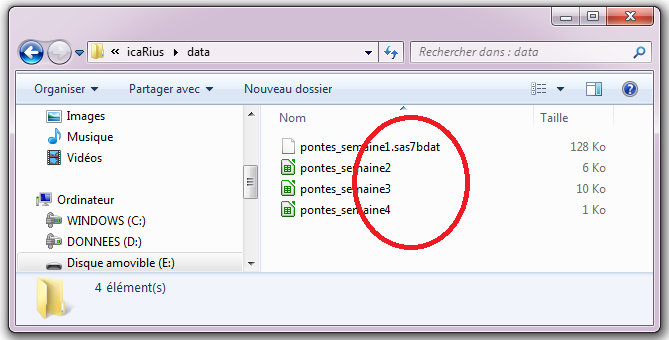 « icaRius data Rechercher dans : data
Organiser Partager avec Nouveau dossier
Images
Musique
Vidéos
Ordinateur
WINDOWS (C:)
DONNEES (D:)
Disque amovible (E:)
Nom Taille
pontes_semaine1.sas7bdat 128 Ko
pontes_semaine2 6 Ko
pontes_semaine3 10 Ko
pontes_semaine4 1 Ko
4 élément(s)